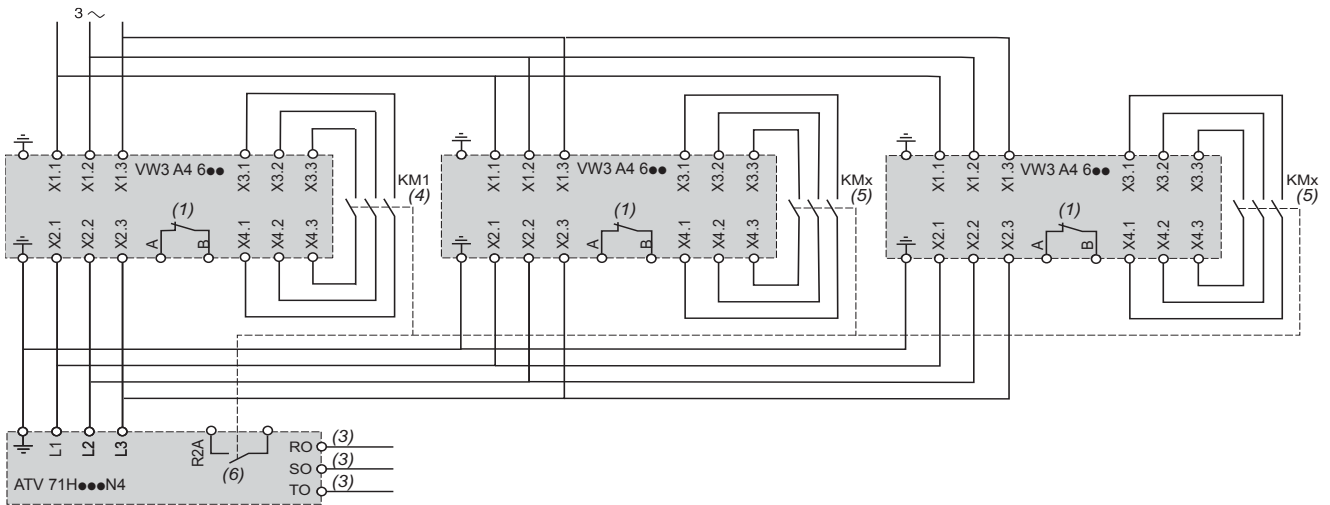 3 ~
X1.1 X1.2 X1.3 VW3 A4 6●● X3.1 X3.2 X3.3
KM1
(4)
X2.1 X2.2 X2.3 A (1) B X4.1 X4.2 X4.3
X1.1 X1.2 X1.3 VW3 A4 6●● X3.1 X3.2 X3.3
KMx
(5)
X2.1 X2.2 X2.3 A (1) B X4.1 X4.2 X4.3
X1.1 X1.2 X1.3 VW3 A4 6●● X3.1 X3.2 X3.3
KMx
(5)
X2.1 X2.2 X2.3 A (1) B X4.1 X4.2 X4.3
L1 L2 L3 R2A (6)
RO (3)
SO (3)
TO (3)
ATV 71H●●●N4